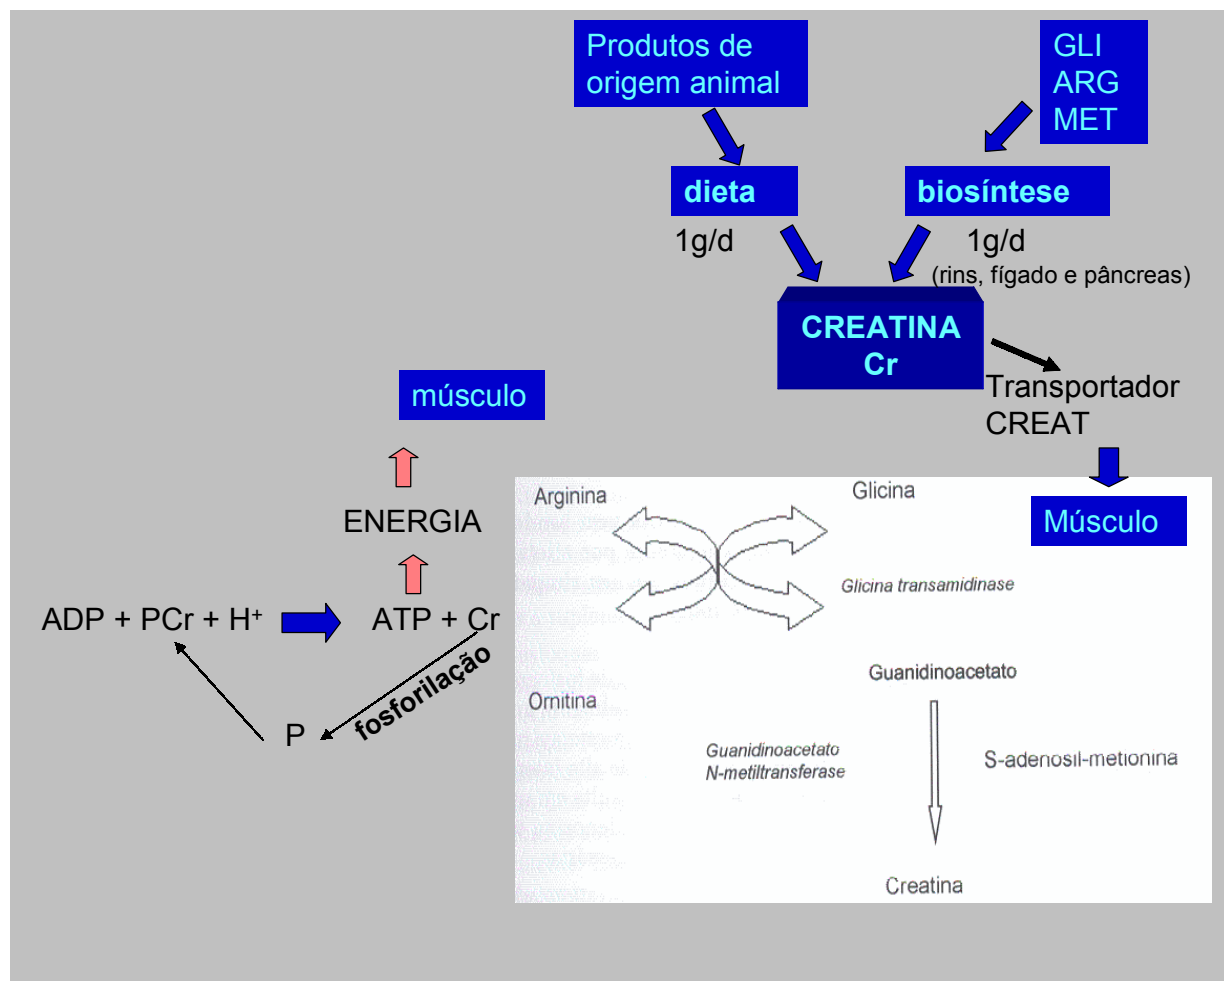 Produtos de
origem animal
GLI
ARG
MET
dieta
biosíntese
1g/d
1g/d
(rins, fígado e pâncreas)
CREATINA
Cr
Transportador
CREAT
músculo
Músculo
ENERGIA
ADP + PCr + H⁺
ATP + Cr
fosforilação
P
Arginina
Glicina
Glicina transamidinase
Guanidinoacetato
Ornitina
Guanidinoacetato
N-metiltransferase
S-adenosil-metionina
Creatina